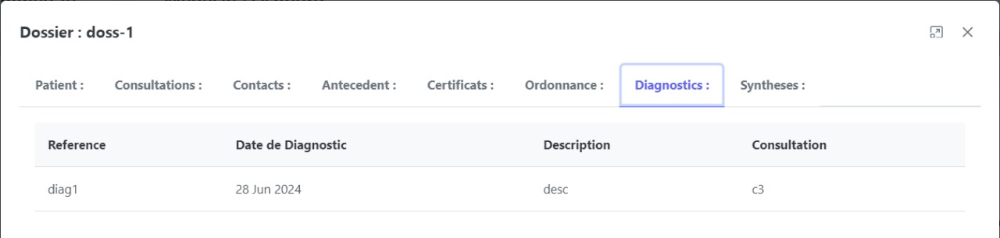 Dossier : doss-1
Patient : Consultations : Contacts : Antecedent : Certificats : Ordonnance : Diagnostics : Syntheses :
Reference Date de Diagnostic Description Consultation
diag1 28 Jun 2024 desc c3